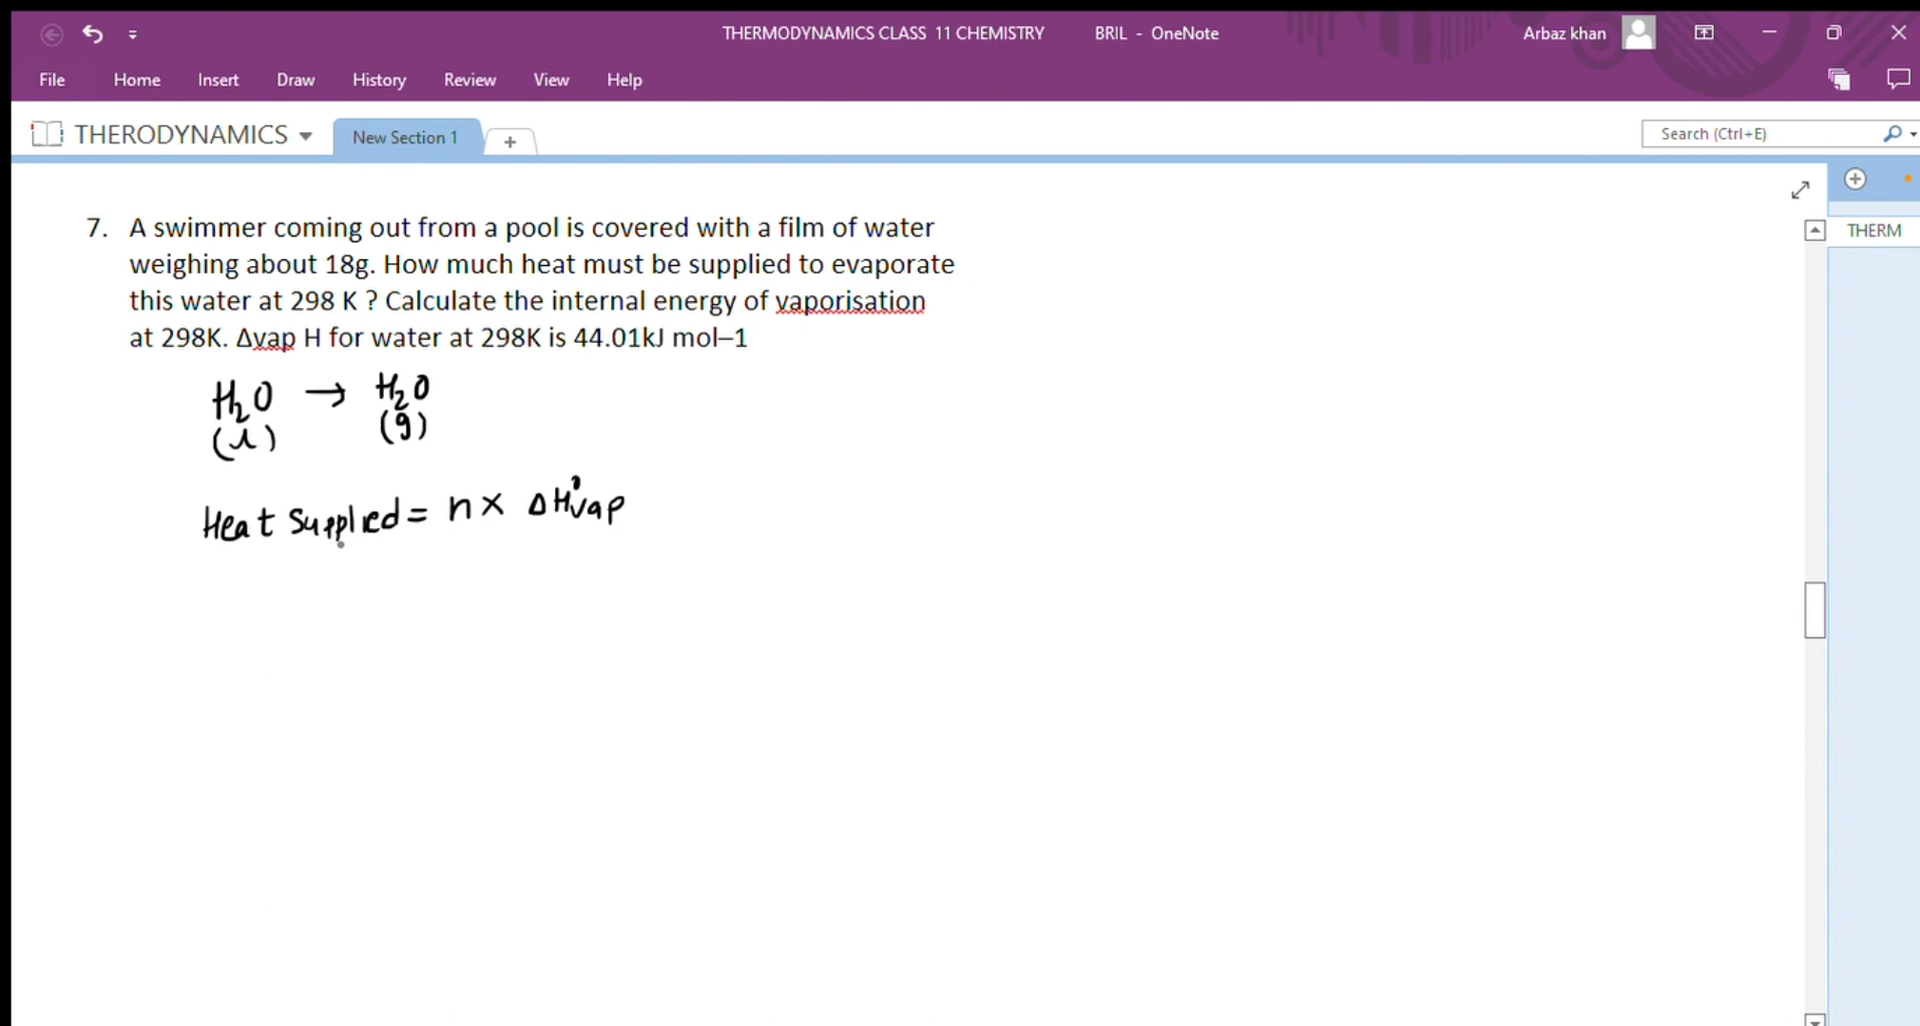 THERMODYNAMICS CLASS 11 CHEMISTRY BRIL - OneNote
Arbaz khan
File Home Insert Draw History Review View Help
THERODYNAMICS New Section 1 +
Search (Ctrl+E)
THERM
7. A swimmer coming out from a pool is covered with a film of water
weighing about 18g. How much heat must be supplied to evaporate
this water at 298 K ? Calculate the internal energy of vaporisation
at 298K. Δvap H for water at 298K is 44.01kJ mol–1
H₂O → H₂O
(l) (g)
Heat Supplied = n × ΔH°vap